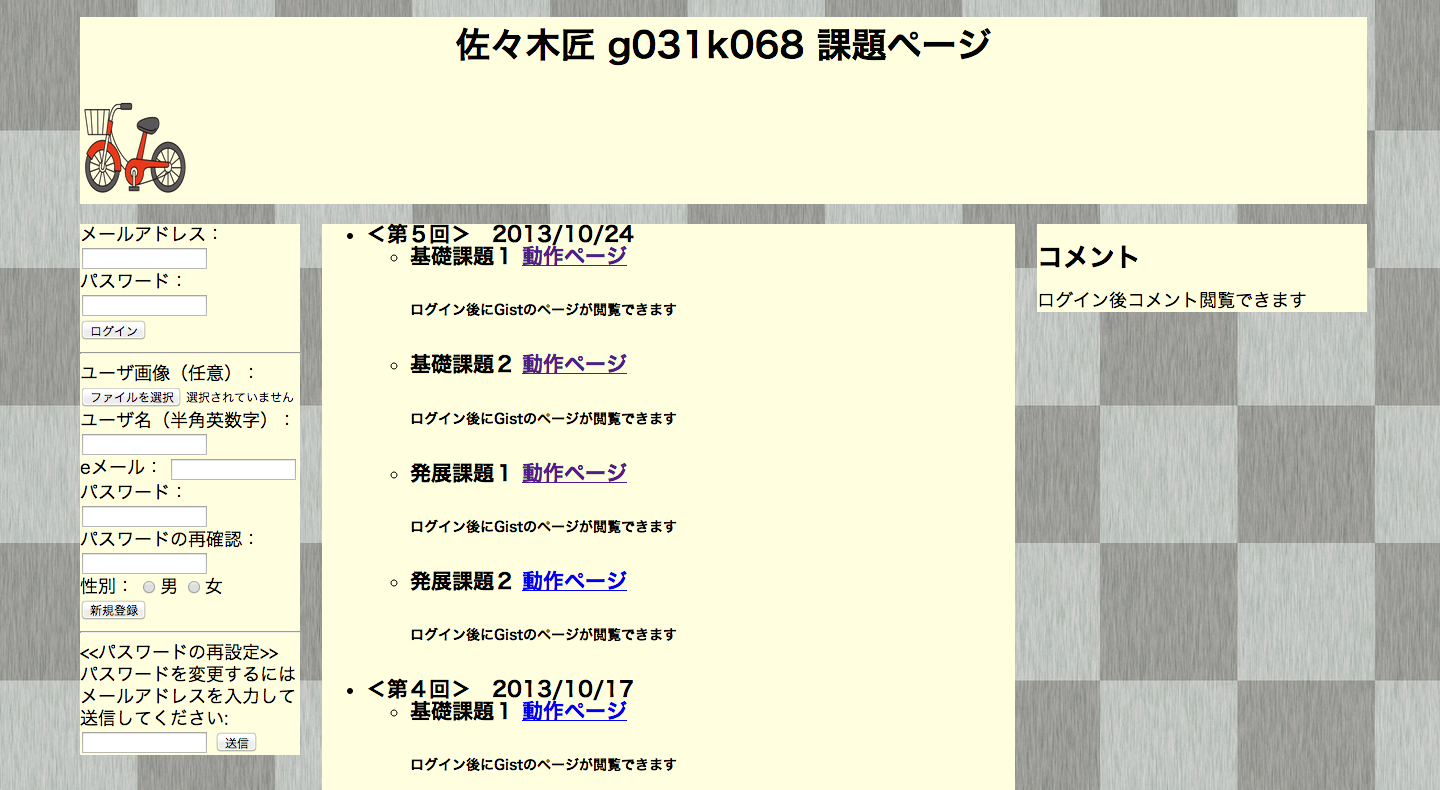 佐々木匠 g031k068 課題ページ
メールアドレス：
パスワード：
ログイン
ユーザ画像（任意）：
ファイルを選択 選択されていません
ユーザ名（半角英数字）：
eメール：
パスワード：
パスワードの再確認：
性別： 男 女
新規登録
<<パスワードの再設定>>
パスワードを変更するには
メールアドレスを入力して
送信してください:
送信
＜第５回＞　2013/10/24
基礎課題１ 動作ページ
ログイン後にGistのページが閲覧できます
基礎課題２ 動作ページ
ログイン後にGistのページが閲覧できます
発展課題１ 動作ページ
ログイン後にGistのページが閲覧できます
発展課題２ 動作ページ
ログイン後にGistのページが閲覧できます
＜第４回＞　2013/10/17
基礎課題１ 動作ページ
ログイン後にGistのページが閲覧できます
コメント
ログイン後コメント閲覧できます